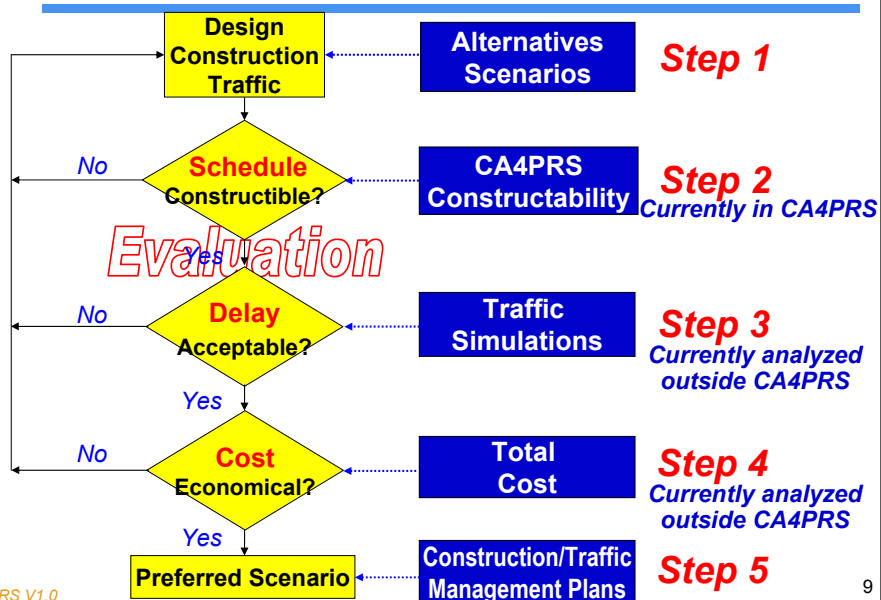 Design
Construction
Traffic
Alternatives
Scenarios
Step 1
No
Schedule
Constructible?
CA4PRS
Constructability
Step 2
Currently in CA4PRS
Evaluation
Yes
No
Delay
Acceptable?
Traffic
Simulations
Step 3
Currently analyzed
outside CA4PRS
Yes
No
Cost
Economical?
Total
Cost
Step 4
Currently analyzed
outside CA4PRS
Yes
Preferred Scenario
Construction/Traffic
Management Plans
Step 5
RS V1.0
9